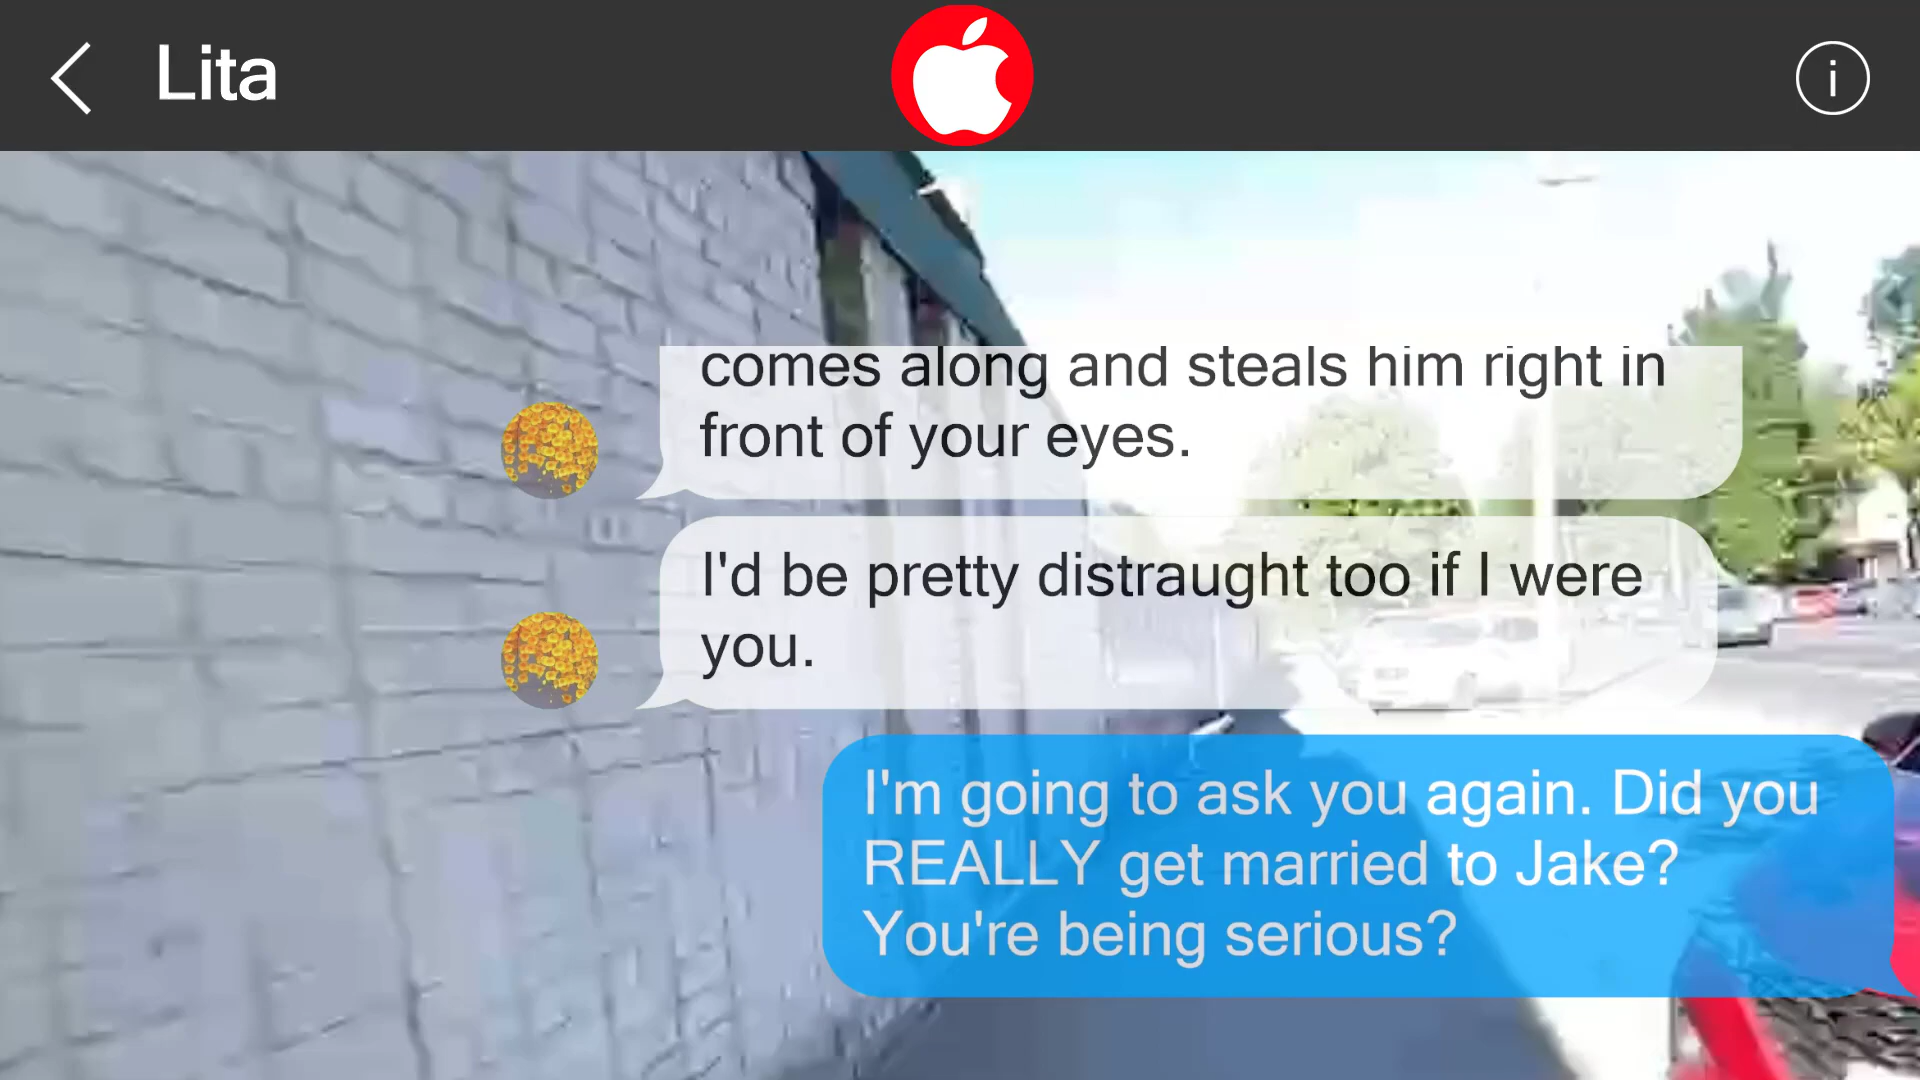 Lita
comes along and steals him right in
front of your eyes.
I'd be pretty distraught too if I were
you.
I'm going to ask you again. Did you
REALLY get married to Jake?
You're being serious?